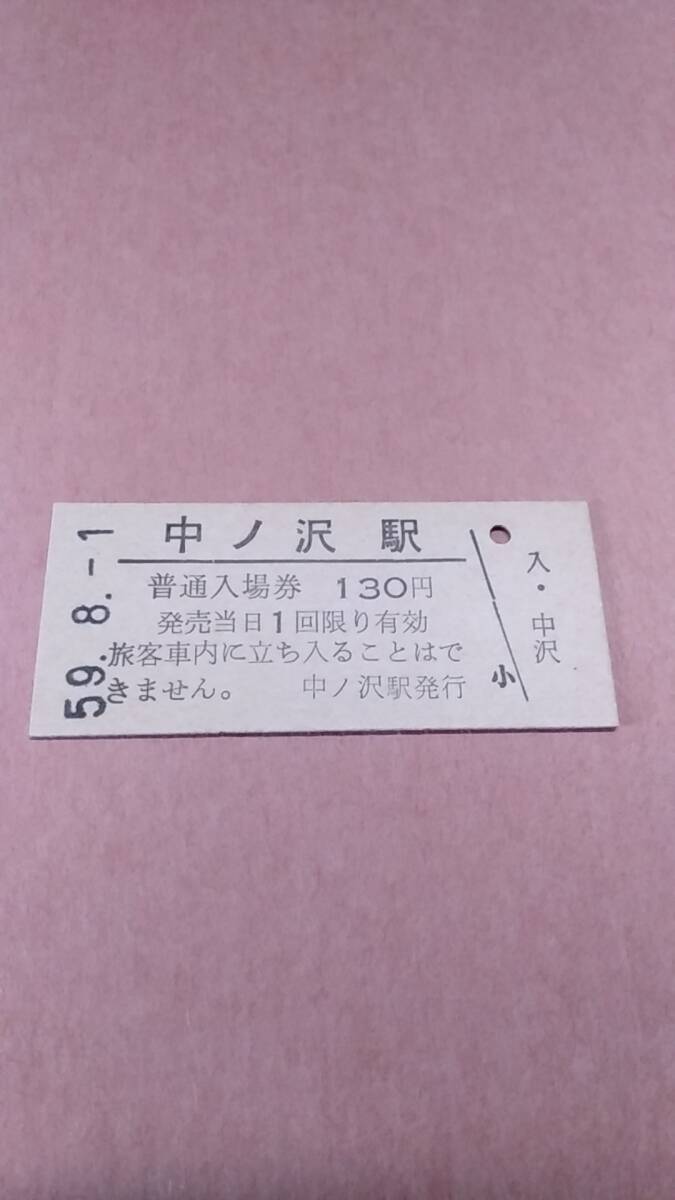 中ノ沢駅
普通入場券 130円
発売当日1回限り有効
旅客車内に立ち入ることはで
きません。 中ノ沢駅発行
59.8.-1
小
入・中沢